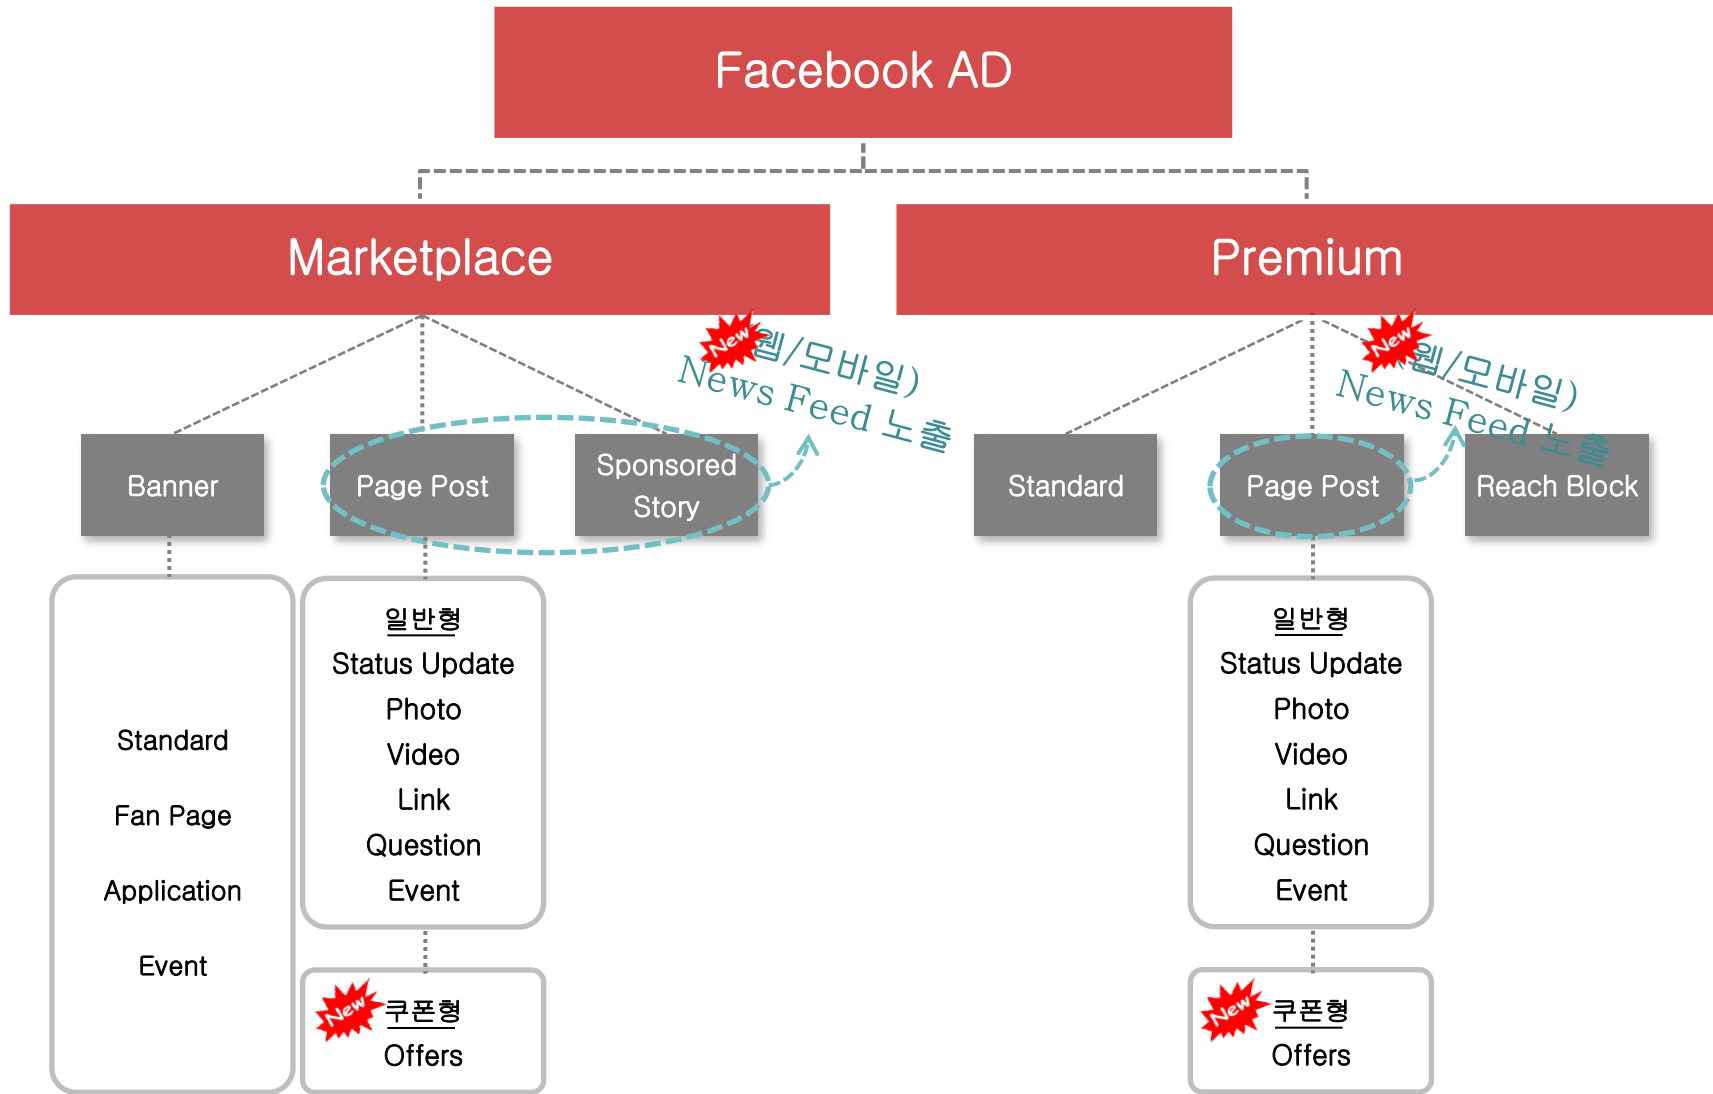 Facebook AD
Marketplace
Premium
New
(웹/모바일)
News Feed 노출
New
(웹/모바일)
News Feed 노출
Banner
Page Post
Sponsored
Story
Standard
Page Post
Reach Block
Standard
Fan Page
Application
Event
일반형
Status Update
Photo
Video
Link
Question
Event
New
쿠폰형
Offers
일반형
Status Update
Photo
Video
Link
Question
Event
New
쿠폰형
Offers